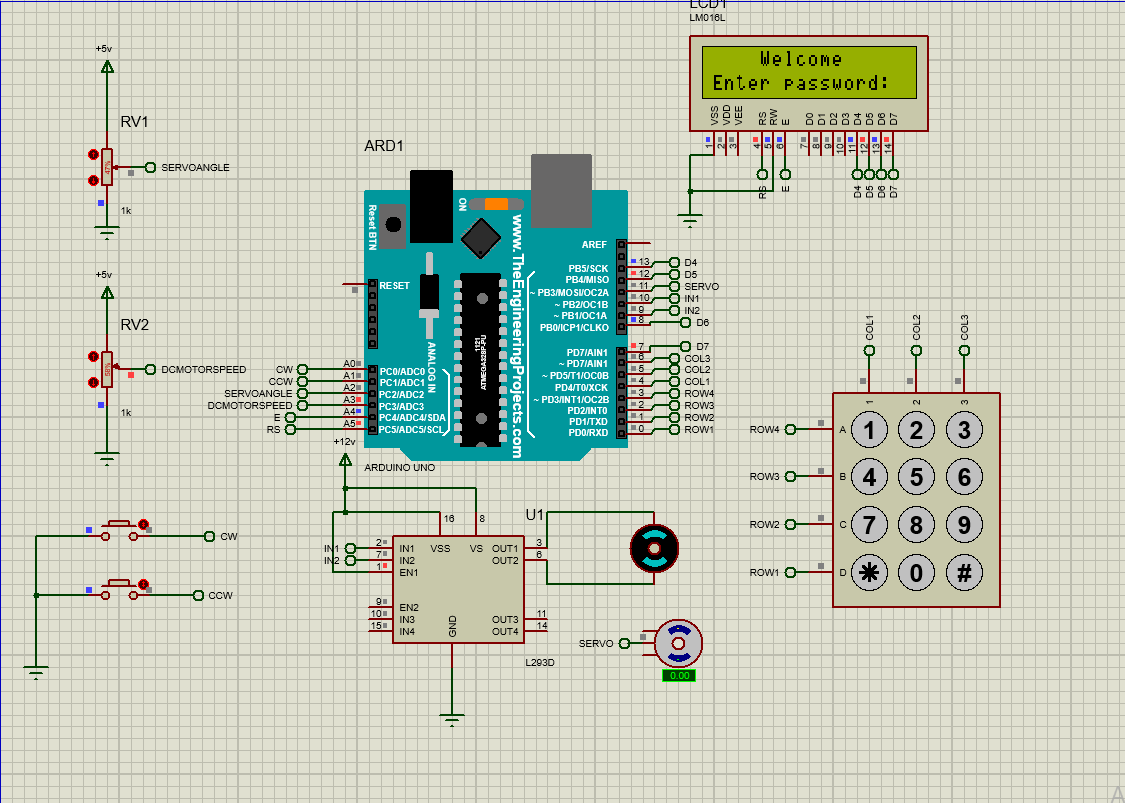 LCD1
LM016L
Welcome
Enter password:
VSS
VDD
VEE
RS
RW
E
D0
D1
D2
D3
D4
D5
D6
D7
1
2
3
4
5
6
7
8
9
10
11
12
13
14
RS
E
D4
D5
D6
D7
+5v
RV1
47%
SERVOANGLE
1k
+5v
RV2
DCMOTORSPEED
1k
ARD1
Reset BTN
ON
www.TheEngineeringProjects.com
ANALOG IN
1121
ATMEGA328P-PU
RESET
AREF
PB5/SCK 13 D4
PB4/MISO 12 D5
~ PB3/MOSI/OC2A 11 SERVO
~ PB2/OC1B 10 IN1
~ PB1/OC1A 9 IN2
PB0/ICP1/CLKO 8 D6
PD7/AIN1 7 D7
~ PD7/AIN1 6 COL3
~ PD5/T1/OC0B 5 COL2
PD4/T0/XCK 4 COL1
~ PD3/INT1/OC2B 3 ROW4
PD2/INT0 2 ROW3
PD1/TXD 1 ROW2
PD0/RXD 0 ROW1
CW A0 PC0/ADC0
CCW A1 PC1/ADC1
SERVOANGLE A2 PC2/ADC2
DCMOTORSPEED A3 PC3/ADC3
E A4 PC4/ADC4/SDA
RS A5 PC5/ADC5/SCL
ARDUINO UNO
+12v
U1
16
8
IN1 2 IN1 VSS VS OUT1 3
IN2 7 IN2 OUT2 6
1 EN1
9 EN2
10 IN3 OUT3 11
15 IN4 OUT4 14
GND
L293D
CW
CCW
SERVO
0.00
COL1
COL2
COL3
1
2
3
ROW4 A 1 2 3
ROW3 B 4 5 6
ROW2 C 7 8 9
ROW1 D * 0 #